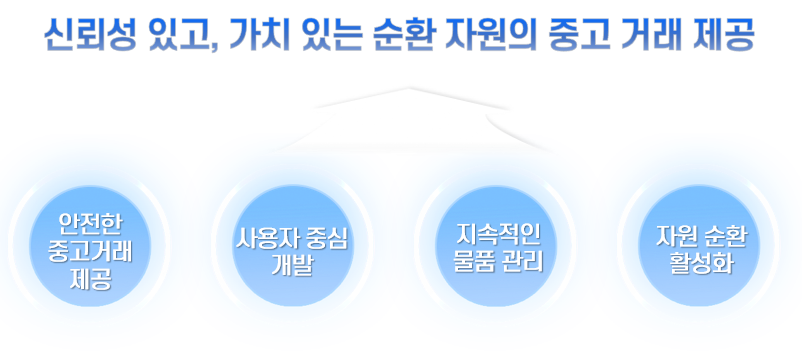 신뢰성 있고, 가치 있는 순환 자원의 중고 거래 제공
안전한
중고거래
제공
사용자 중심
개발
지속적인
물품 관리
자원 순환
활성화